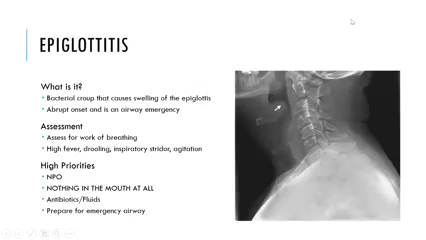 EPIGLOTTITIS
What is it?
Bacterial croup that causes swelling of the epiglottis
Abrupt onset and is an airway emergency
Assessment
Assess for work of breathing
High fever, drooling, inspiratory stridor, agitation
High Priorities
NPO
NOTHING IN THE MOUTH AT ALL
Antibiotics/Fluids
Prepare for emergency airway